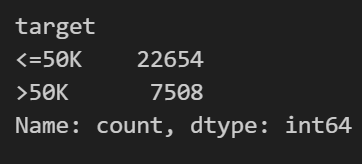 target
<=50K    22654
>50K      7508
Name: count, dtype: int64